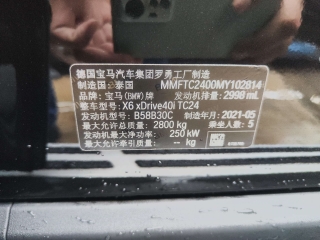 德国宝马汽车集团罗勇工厂制造
制造国：泰国 MMFTC2400MY102814
品牌：宝马(BMW)牌 发动机排量：2998 mL
整车型号：X6 xDrive40i TC24
发动机型号：B58B30C 制造年月：2021-05
最大允许总质量：2800 kg 乘坐人数：5
发动机最大净功率：250 kW
最大允许牵引质量：-- kg